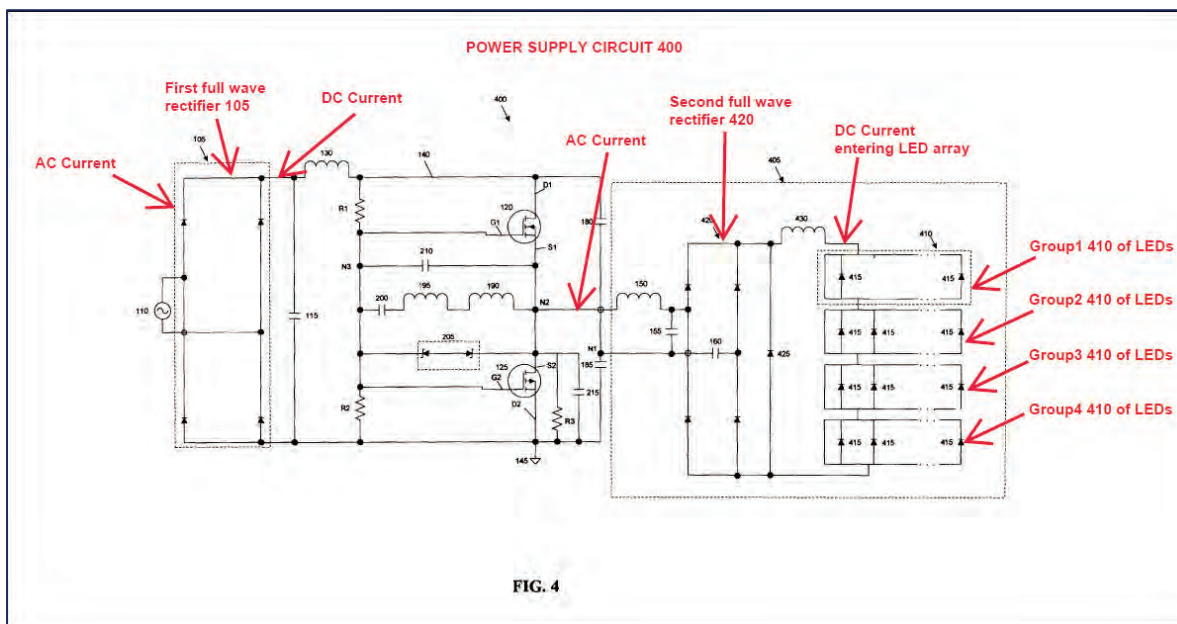 POWER SUPPLY CIRCUIT 400
First full wave
rectifier 105
DC Current
400
Second full wave
rectifier 420
AC Current
DC Current
entering LED array
AC Current
105
130
140
405
D1
R1
120
180
430
410
G1
S1
Group1 410 of LEDs
415
415
N3
210
200
195
190
N2
150
110
115
Group2 410 of LEDs
415
415
415
155
205
N1
160
425
Group3 410 of LEDs
415
415
415
125
S2
185
G2
215
R2
D2
R3
Group4 410 of LEDs
415
415
415
145
FIG. 4